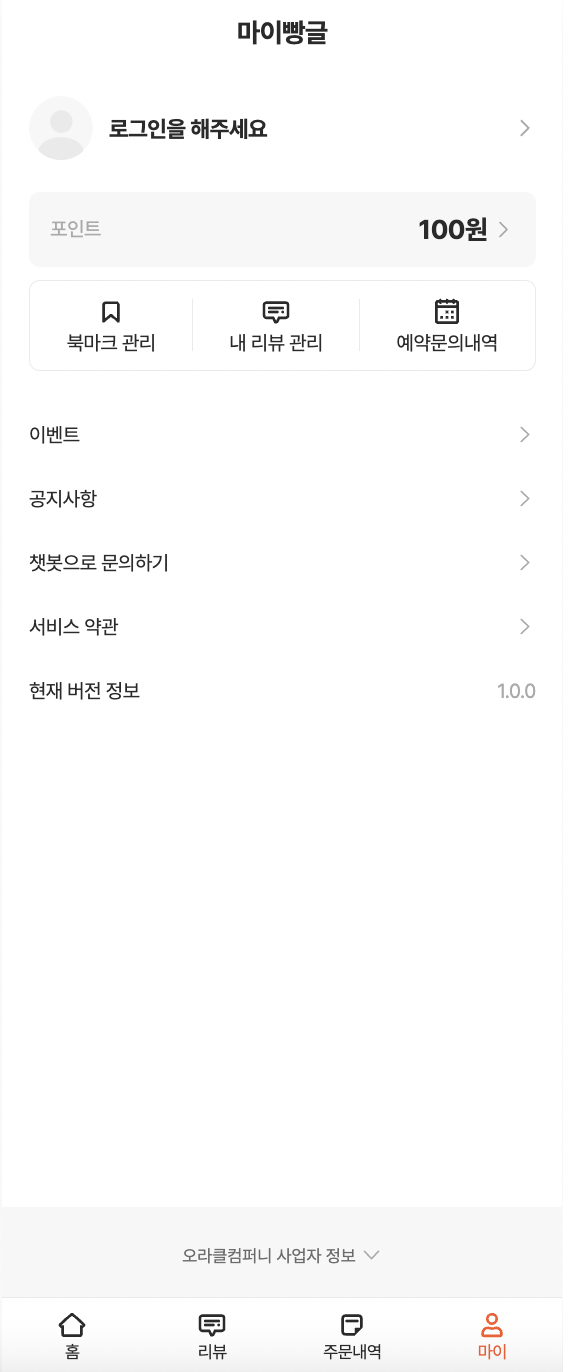 마이빵글
로그인을 해주세요
포인트 100원
북마크 관리
내 리뷰 관리
예약문의내역
이벤트
공지사항
챗봇으로 문의하기
서비스 약관
현재 버전 정보 1.0.0
오라클컴퍼니 사업자 정보
홈
리뷰
주문내역
마이